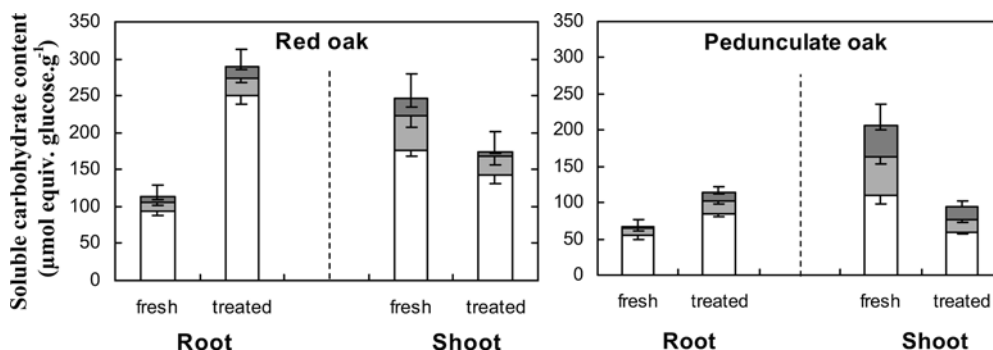 Soluble carbohydrate content
(µmol equiv. glucose.g⁻¹)
Red oak
350
300
250
200
150
100
50
0
fresh treated fresh treated
Root Shoot
Pedunculate oak
350
300
250
200
150
100
50
0
fresh treated fresh treated
Root Shoot